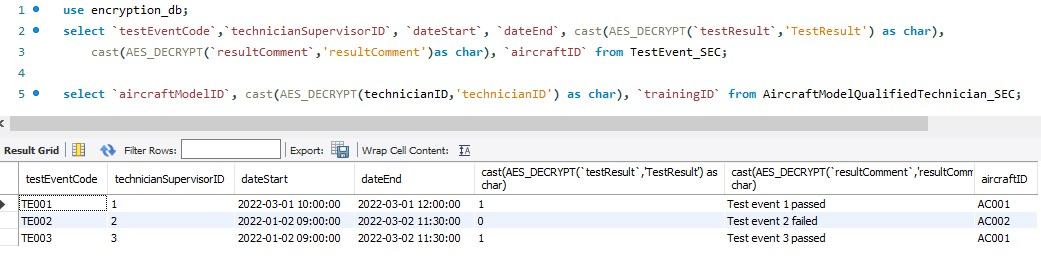 1 use encryption_db;
2 select `testEventCode`,`technicianSupervisorID`, `dateStart`, `dateEnd`, cast(AES_DECRYPT(`testResult`,'TestResult') as char),
3 cast(AES_DECRYPT(`resultComment`,'resultComment')as char), `aircraftID` from TestEvent_SEC;
4
5 select `aircraftModelID`, cast(AES_DECRYPT(technicianID,'technicianID') as char), `trainingID` from AircraftModelQualifiedTechnician_SEC;
Result Grid Filter Rows: Export: Wrap Cell Content: IA
testEventCode technicianSupervisorID dateStart dateEnd cast(AES_DECRYPT(`testResult`,'TestResult') as char) cast(AES_DECRYPT(`resultComment`,'resultComm char) aircraftID
TE001 1 2022-03-01 10:00:00 2022-03-01 12:00:00 1 Test event 1 passed AC001
TE002 2 2022-01-02 09:00:00 2022-03-02 11:30:00 0 Test event 2 failed AC002
TE003 3 2022-01-02 09:00:00 2022-03-02 11:30:00 1 Test event 3 passed AC001